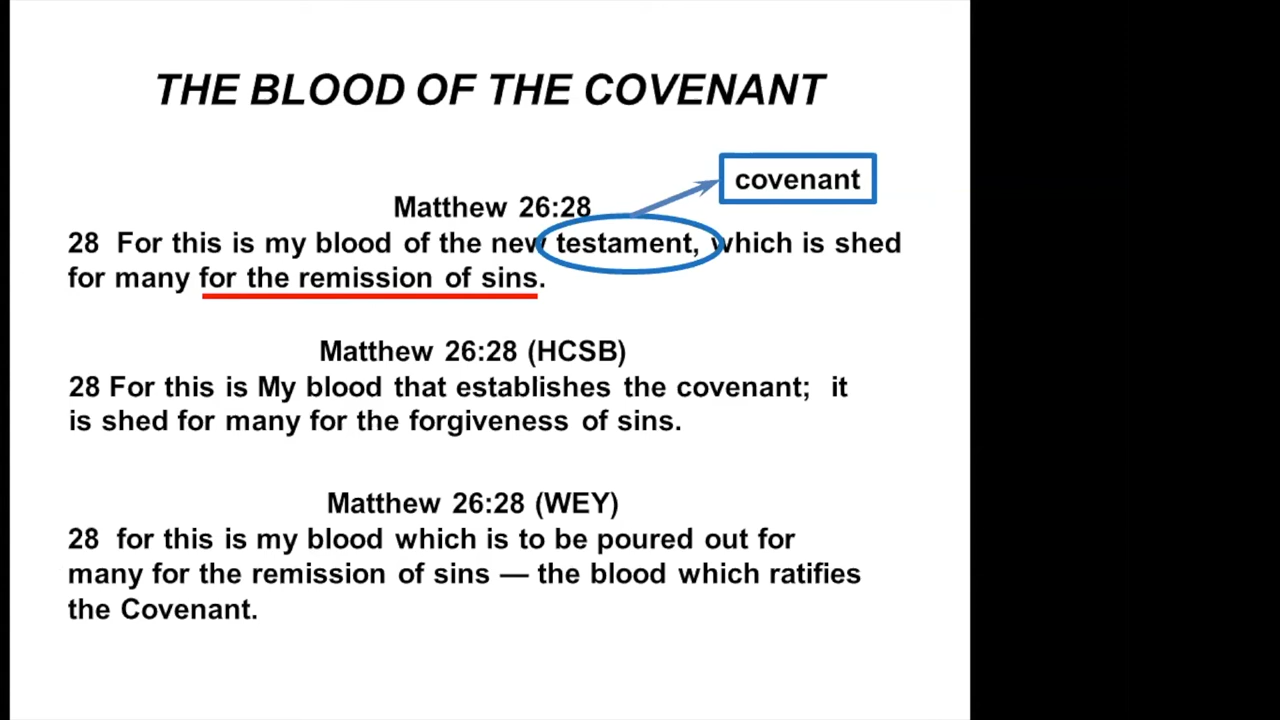 THE BLOOD OF THE COVENANT
covenant
Matthew 26:28
28 For this is my blood of the new testament, which is shed
for many for the remission of sins.
Matthew 26:28 (HCSB)
28 For this is My blood that establishes the covenant; it
is shed for many for the forgiveness of sins.
Matthew 26:28 (WEY)
28 for this is my blood which is to be poured out for
many for the remission of sins — the blood which ratifies
the Covenant.